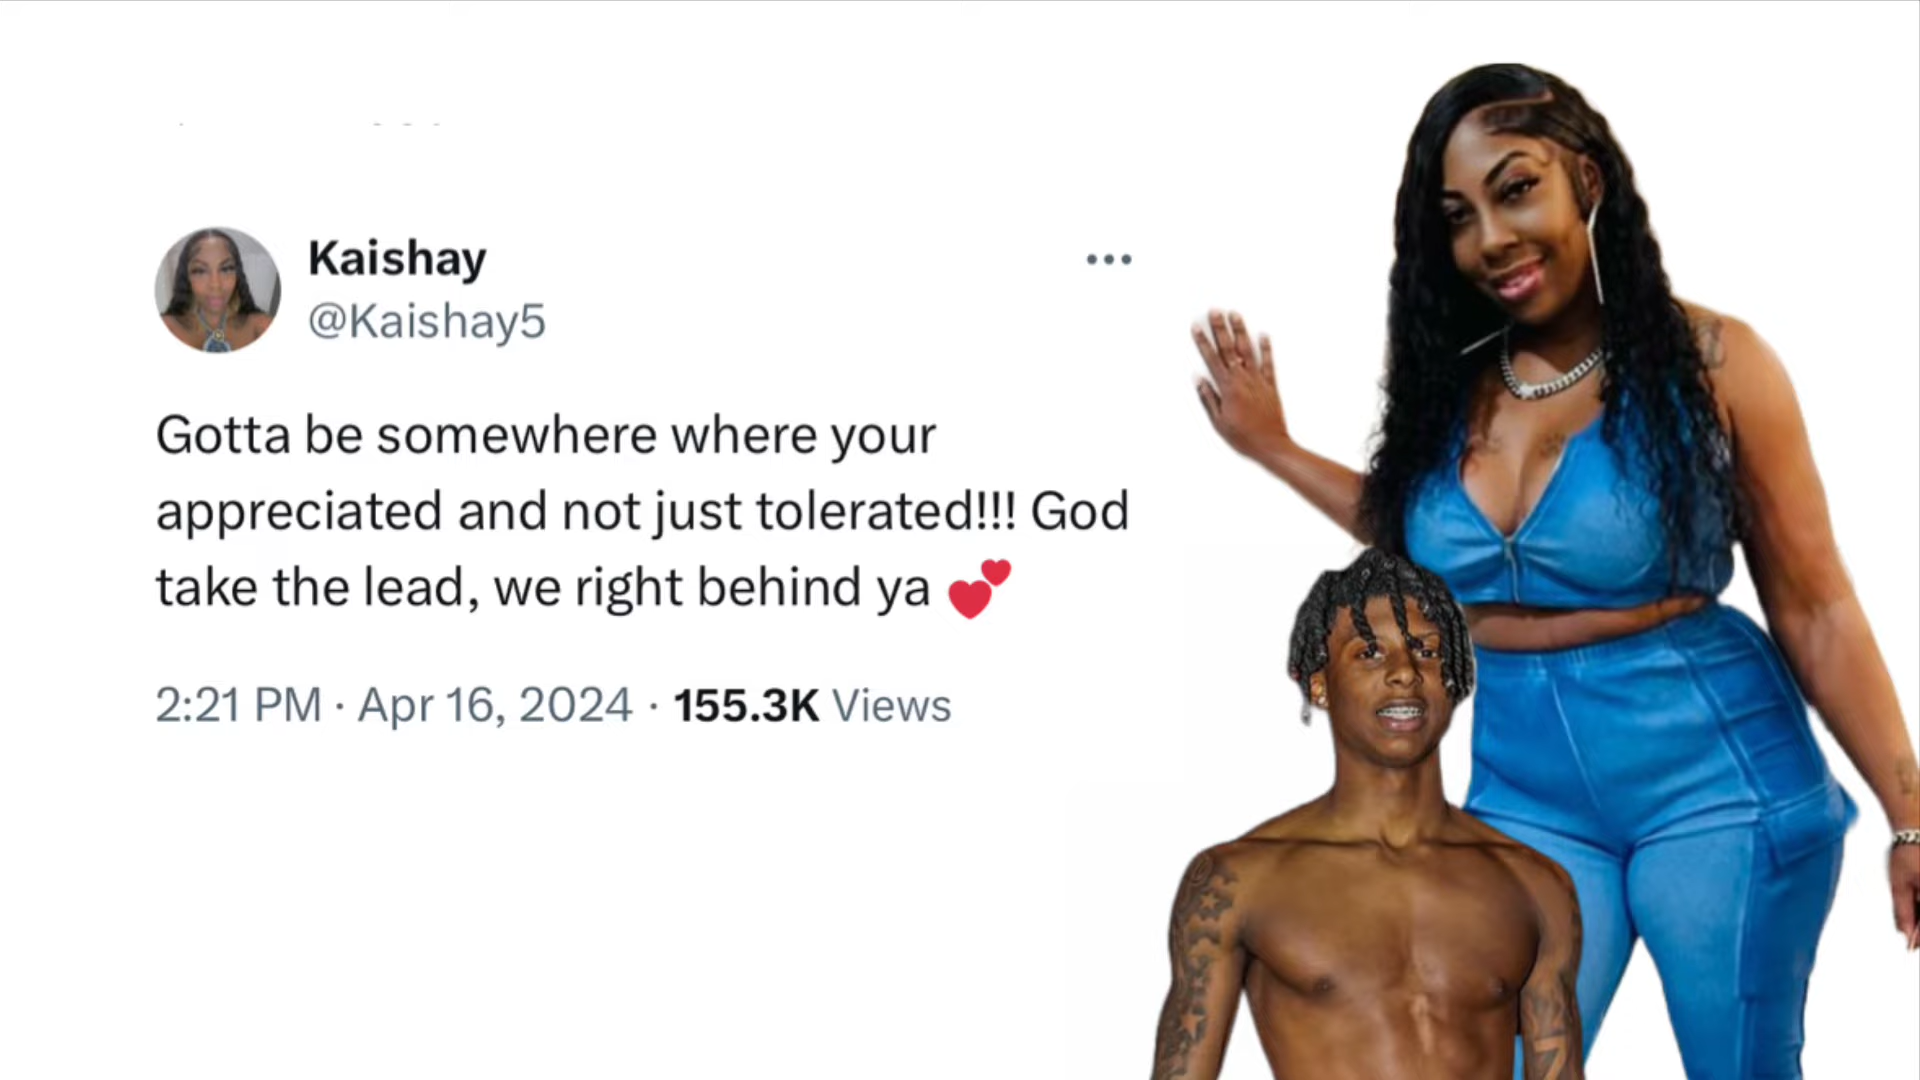 Kaishay
@Kaishay5
Gotta be somewhere where your
appreciated and not just tolerated!!! God
take the lead, we right behind ya 💕
2:21 PM · Apr 16, 2024 · 155.3K Views